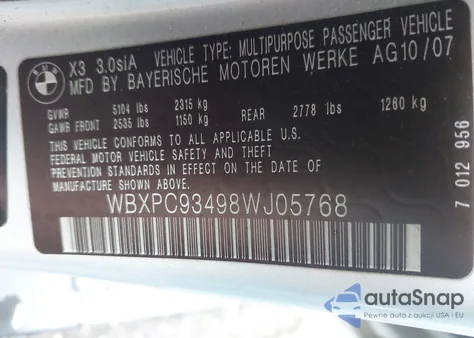 BMW X3 3.0siA VEHICLE TYPE: MULTIPURPOSE PASSENGER VEHICLE
MFD BY. BAYERISCHE MOTOREN WERKE AG10/07
GVWR 5104 lbs 2315 kg
GAWR FRONT 2535 lbs 1150 kg REAR 2778 lbs 1260 kg
THIS VEHICLE CONFORMS TO ALL APPLICABLE U.S.
FEDERAL MOTOR VEHICLE SAFETY AND THEFT
PREVENTION STANDARDS IN EFFECT ON THE DATE
OF MANUFACTURE SHOWN ABOVE.
WBXPC93498WJ05768
7 012 956
autoSnap
Pewne auta z aukcji USA i EU